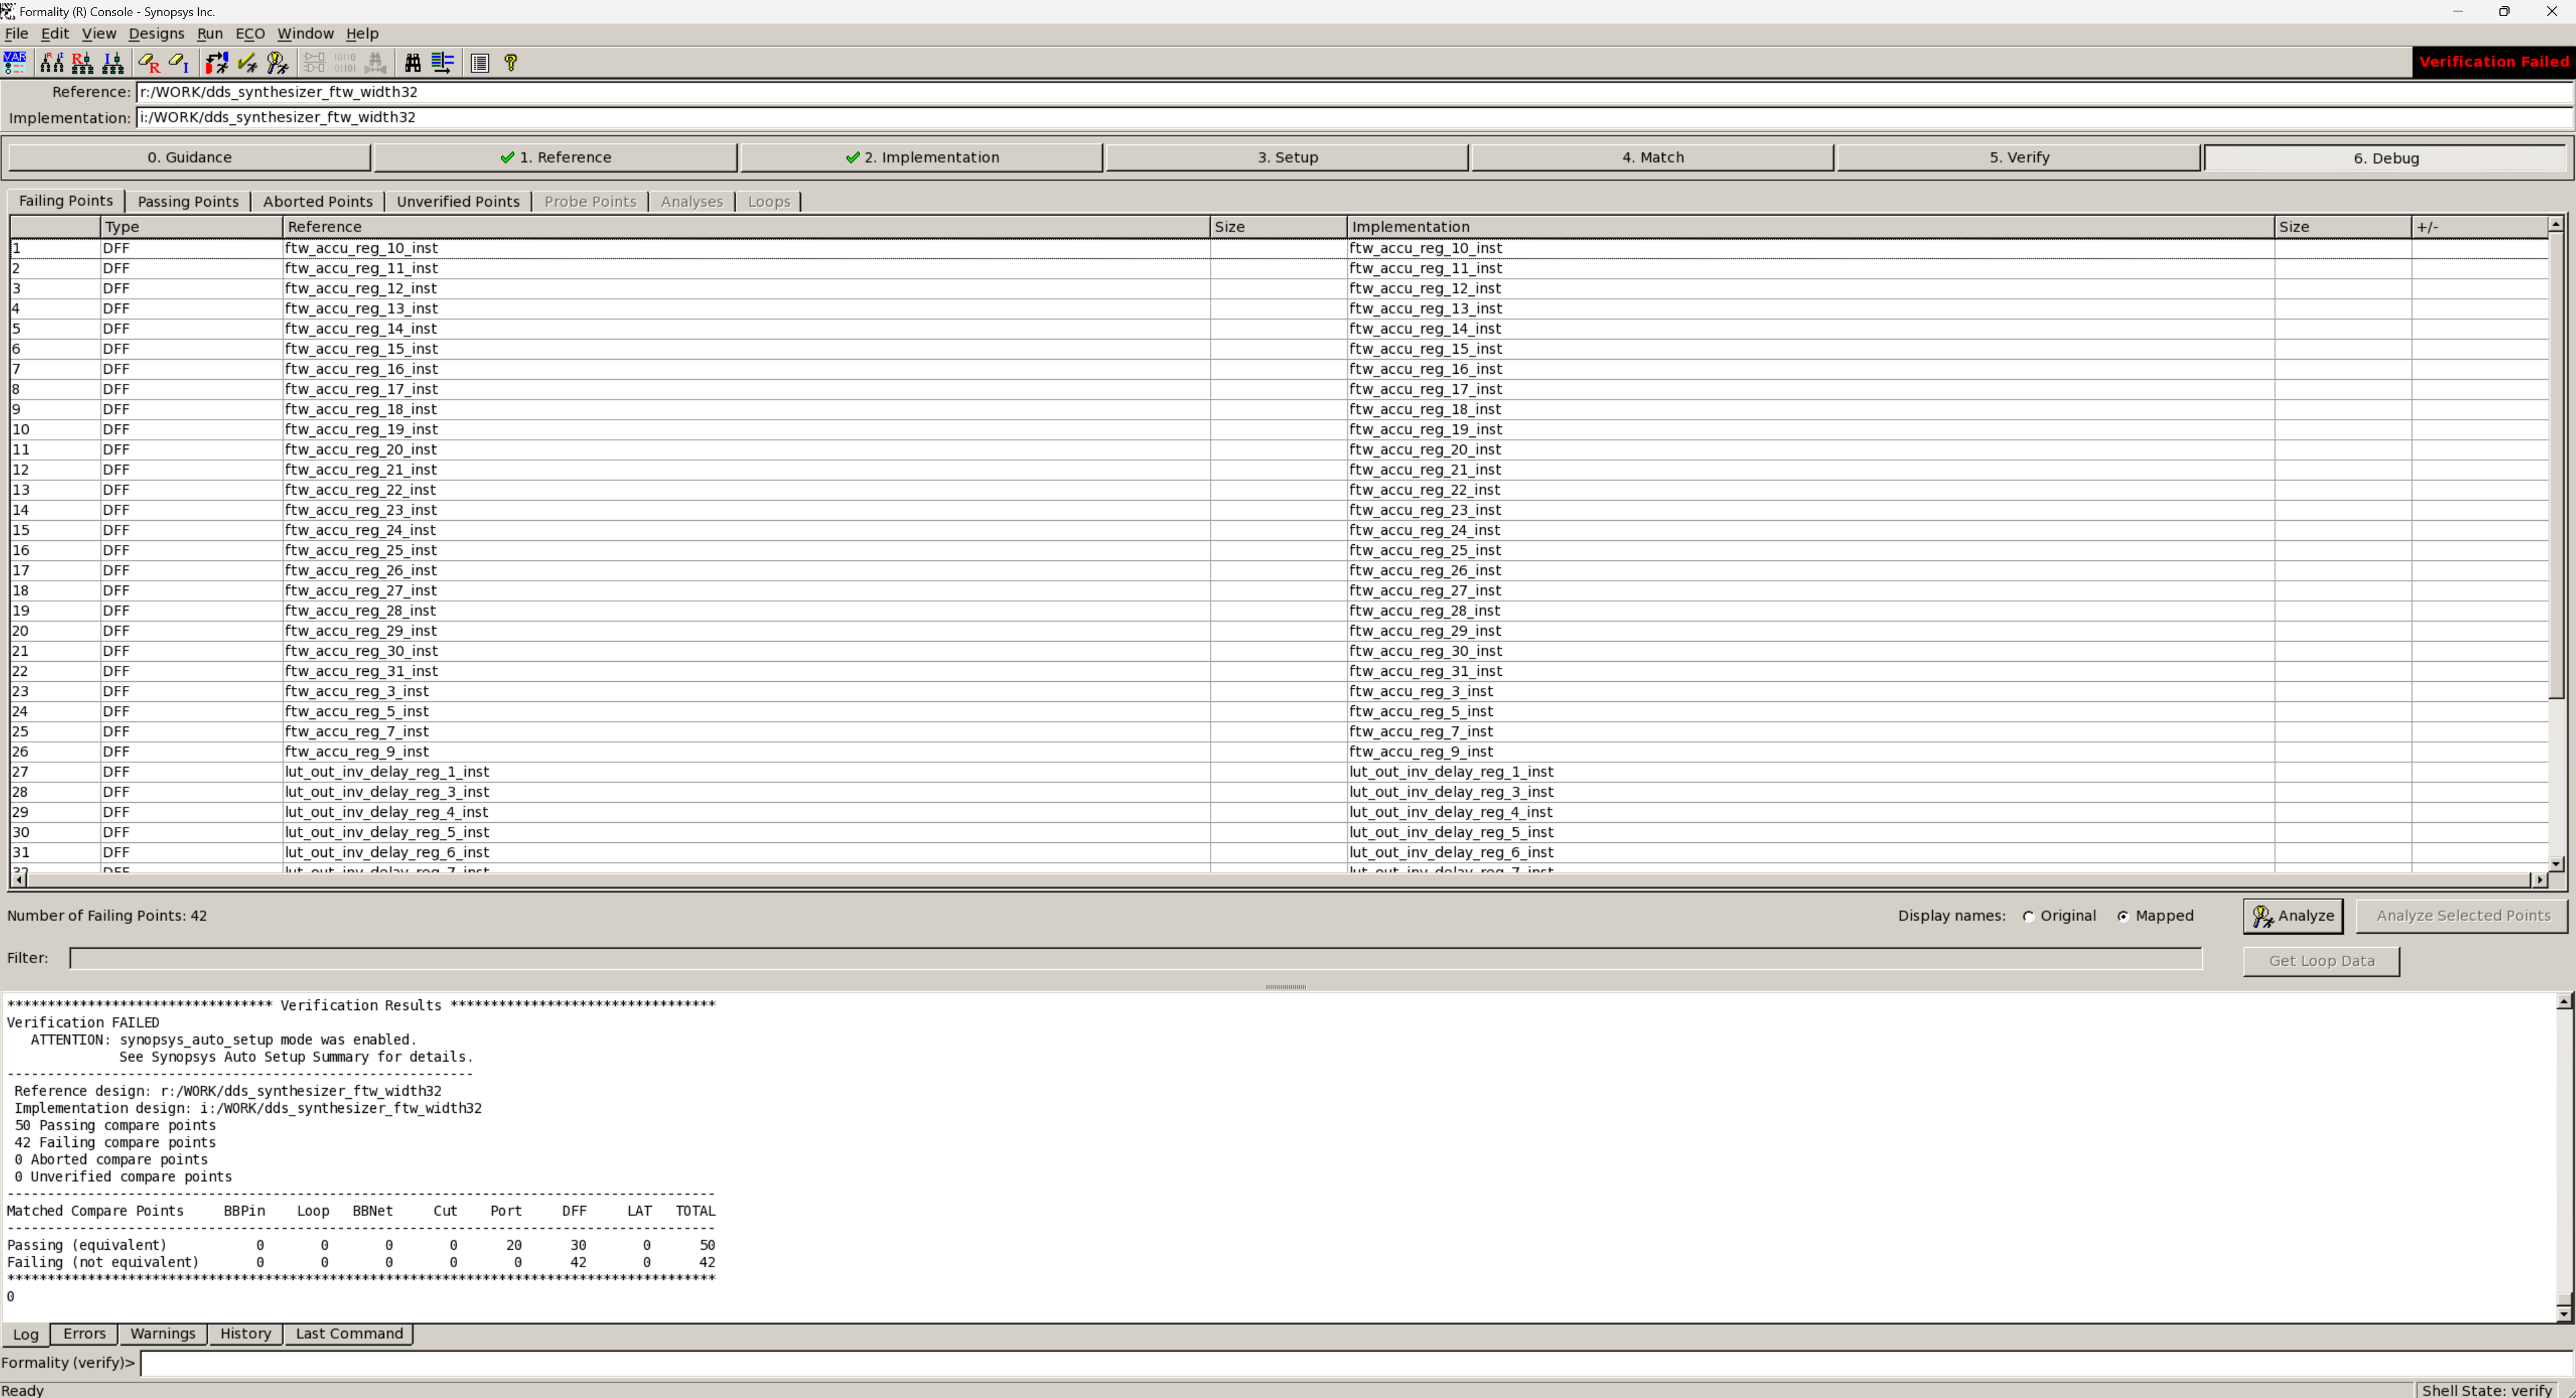 Formality (R) Console - Synopsys Inc.
File Edit View Designs Run ECO Window Help
Verification Failed
Reference: r:/WORK/dds_synthesizer_ftw_width32
Implementation: i:/WORK/dds_synthesizer_ftw_width32
0. Guidance 1. Reference 2. Implementation 3. Setup 4. Match 5. Verify 6. Debug
Failing Points Passing Points Aborted Points Unverified Points Probe Points Analyses Loops
Type Reference Size Implementation Size +/-
1 DFF ftw_accu_reg_10_inst ftw_accu_reg_10_inst
2 DFF ftw_accu_reg_11_inst ftw_accu_reg_11_inst
3 DFF ftw_accu_reg_12_inst ftw_accu_reg_12_inst
4 DFF ftw_accu_reg_13_inst ftw_accu_reg_13_inst
5 DFF ftw_accu_reg_14_inst ftw_accu_reg_14_inst
6 DFF ftw_accu_reg_15_inst ftw_accu_reg_15_inst
7 DFF ftw_accu_reg_16_inst ftw_accu_reg_16_inst
8 DFF ftw_accu_reg_17_inst ftw_accu_reg_17_inst
9 DFF ftw_accu_reg_18_inst ftw_accu_reg_18_inst
10 DFF ftw_accu_reg_19_inst ftw_accu_reg_19_inst
11 DFF ftw_accu_reg_20_inst ftw_accu_reg_20_inst
12 DFF ftw_accu_reg_21_inst ftw_accu_reg_21_inst
13 DFF ftw_accu_reg_22_inst ftw_accu_reg_22_inst
14 DFF ftw_accu_reg_23_inst ftw_accu_reg_23_inst
15 DFF ftw_accu_reg_24_inst ftw_accu_reg_24_inst
16 DFF ftw_accu_reg_25_inst ftw_accu_reg_25_inst
17 DFF ftw_accu_reg_26_inst ftw_accu_reg_26_inst
18 DFF ftw_accu_reg_27_inst ftw_accu_reg_27_inst
19 DFF ftw_accu_reg_28_inst ftw_accu_reg_28_inst
20 DFF ftw_accu_reg_29_inst ftw_accu_reg_29_inst
21 DFF ftw_accu_reg_30_inst ftw_accu_reg_30_inst
22 DFF ftw_accu_reg_31_inst ftw_accu_reg_31_inst
23 DFF ftw_accu_reg_3_inst ftw_accu_reg_3_inst
24 DFF ftw_accu_reg_5_inst ftw_accu_reg_5_inst
25 DFF ftw_accu_reg_7_inst ftw_accu_reg_7_inst
26 DFF ftw_accu_reg_9_inst ftw_accu_reg_9_inst
27 DFF lut_out_inv_delay_reg_1_inst lut_out_inv_delay_reg_1_inst
28 DFF lut_out_inv_delay_reg_3_inst lut_out_inv_delay_reg_3_inst
29 DFF lut_out_inv_delay_reg_4_inst lut_out_inv_delay_reg_4_inst
30 DFF lut_out_inv_delay_reg_5_inst lut_out_inv_delay_reg_5_inst
31 DFF lut_out_inv_delay_reg_6_inst lut_out_inv_delay_reg_6_inst
32 DFF lut_out_inv_delay_reg_7_inst lut_out_inv_delay_reg_7_inst
Number of Failing Points: 42 Display names: Original Mapped Analyze Analyze Selected Points
Filter: Get Loop Data
********************************* Verification Results *********************************
Verification FAILED
ATTENTION: synopsys_auto_setup mode was enabled.
See Synopsys Auto Setup Summary for details.
----------------------------------------------------------
Reference design: r:/WORK/dds_synthesizer_ftw_width32
Implementation design: i:/WORK/dds_synthesizer_ftw_width32
50 Passing compare points
42 Failing compare points
0 Aborted compare points
0 Unverified compare points
----------------------------------------------------------------------------------------
Matched Compare Points BBPin Loop BBNet Cut Port DFF LAT TOTAL
----------------------------------------------------------------------------------------
Passing (equivalent) 0 0 0 0 20 30 0 50
Failing (not equivalent) 0 0 0 0 0 42 0 42
****************************************************************************************
0
Log Errors Warnings History Last Command
Formality (verify)>
Ready Shell State: verify